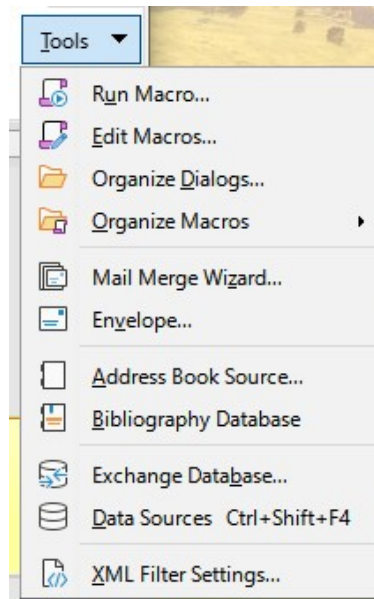 Tools
Run Macro...
Edit Macros...
Organize Dialogs...
Organize Macros
Mail Merge Wizard...
Envelope...
Address Book Source...
Bibliography Database
Exchange Database...
Data Sources Ctrl+Shift+F4
XML Filter Settings...